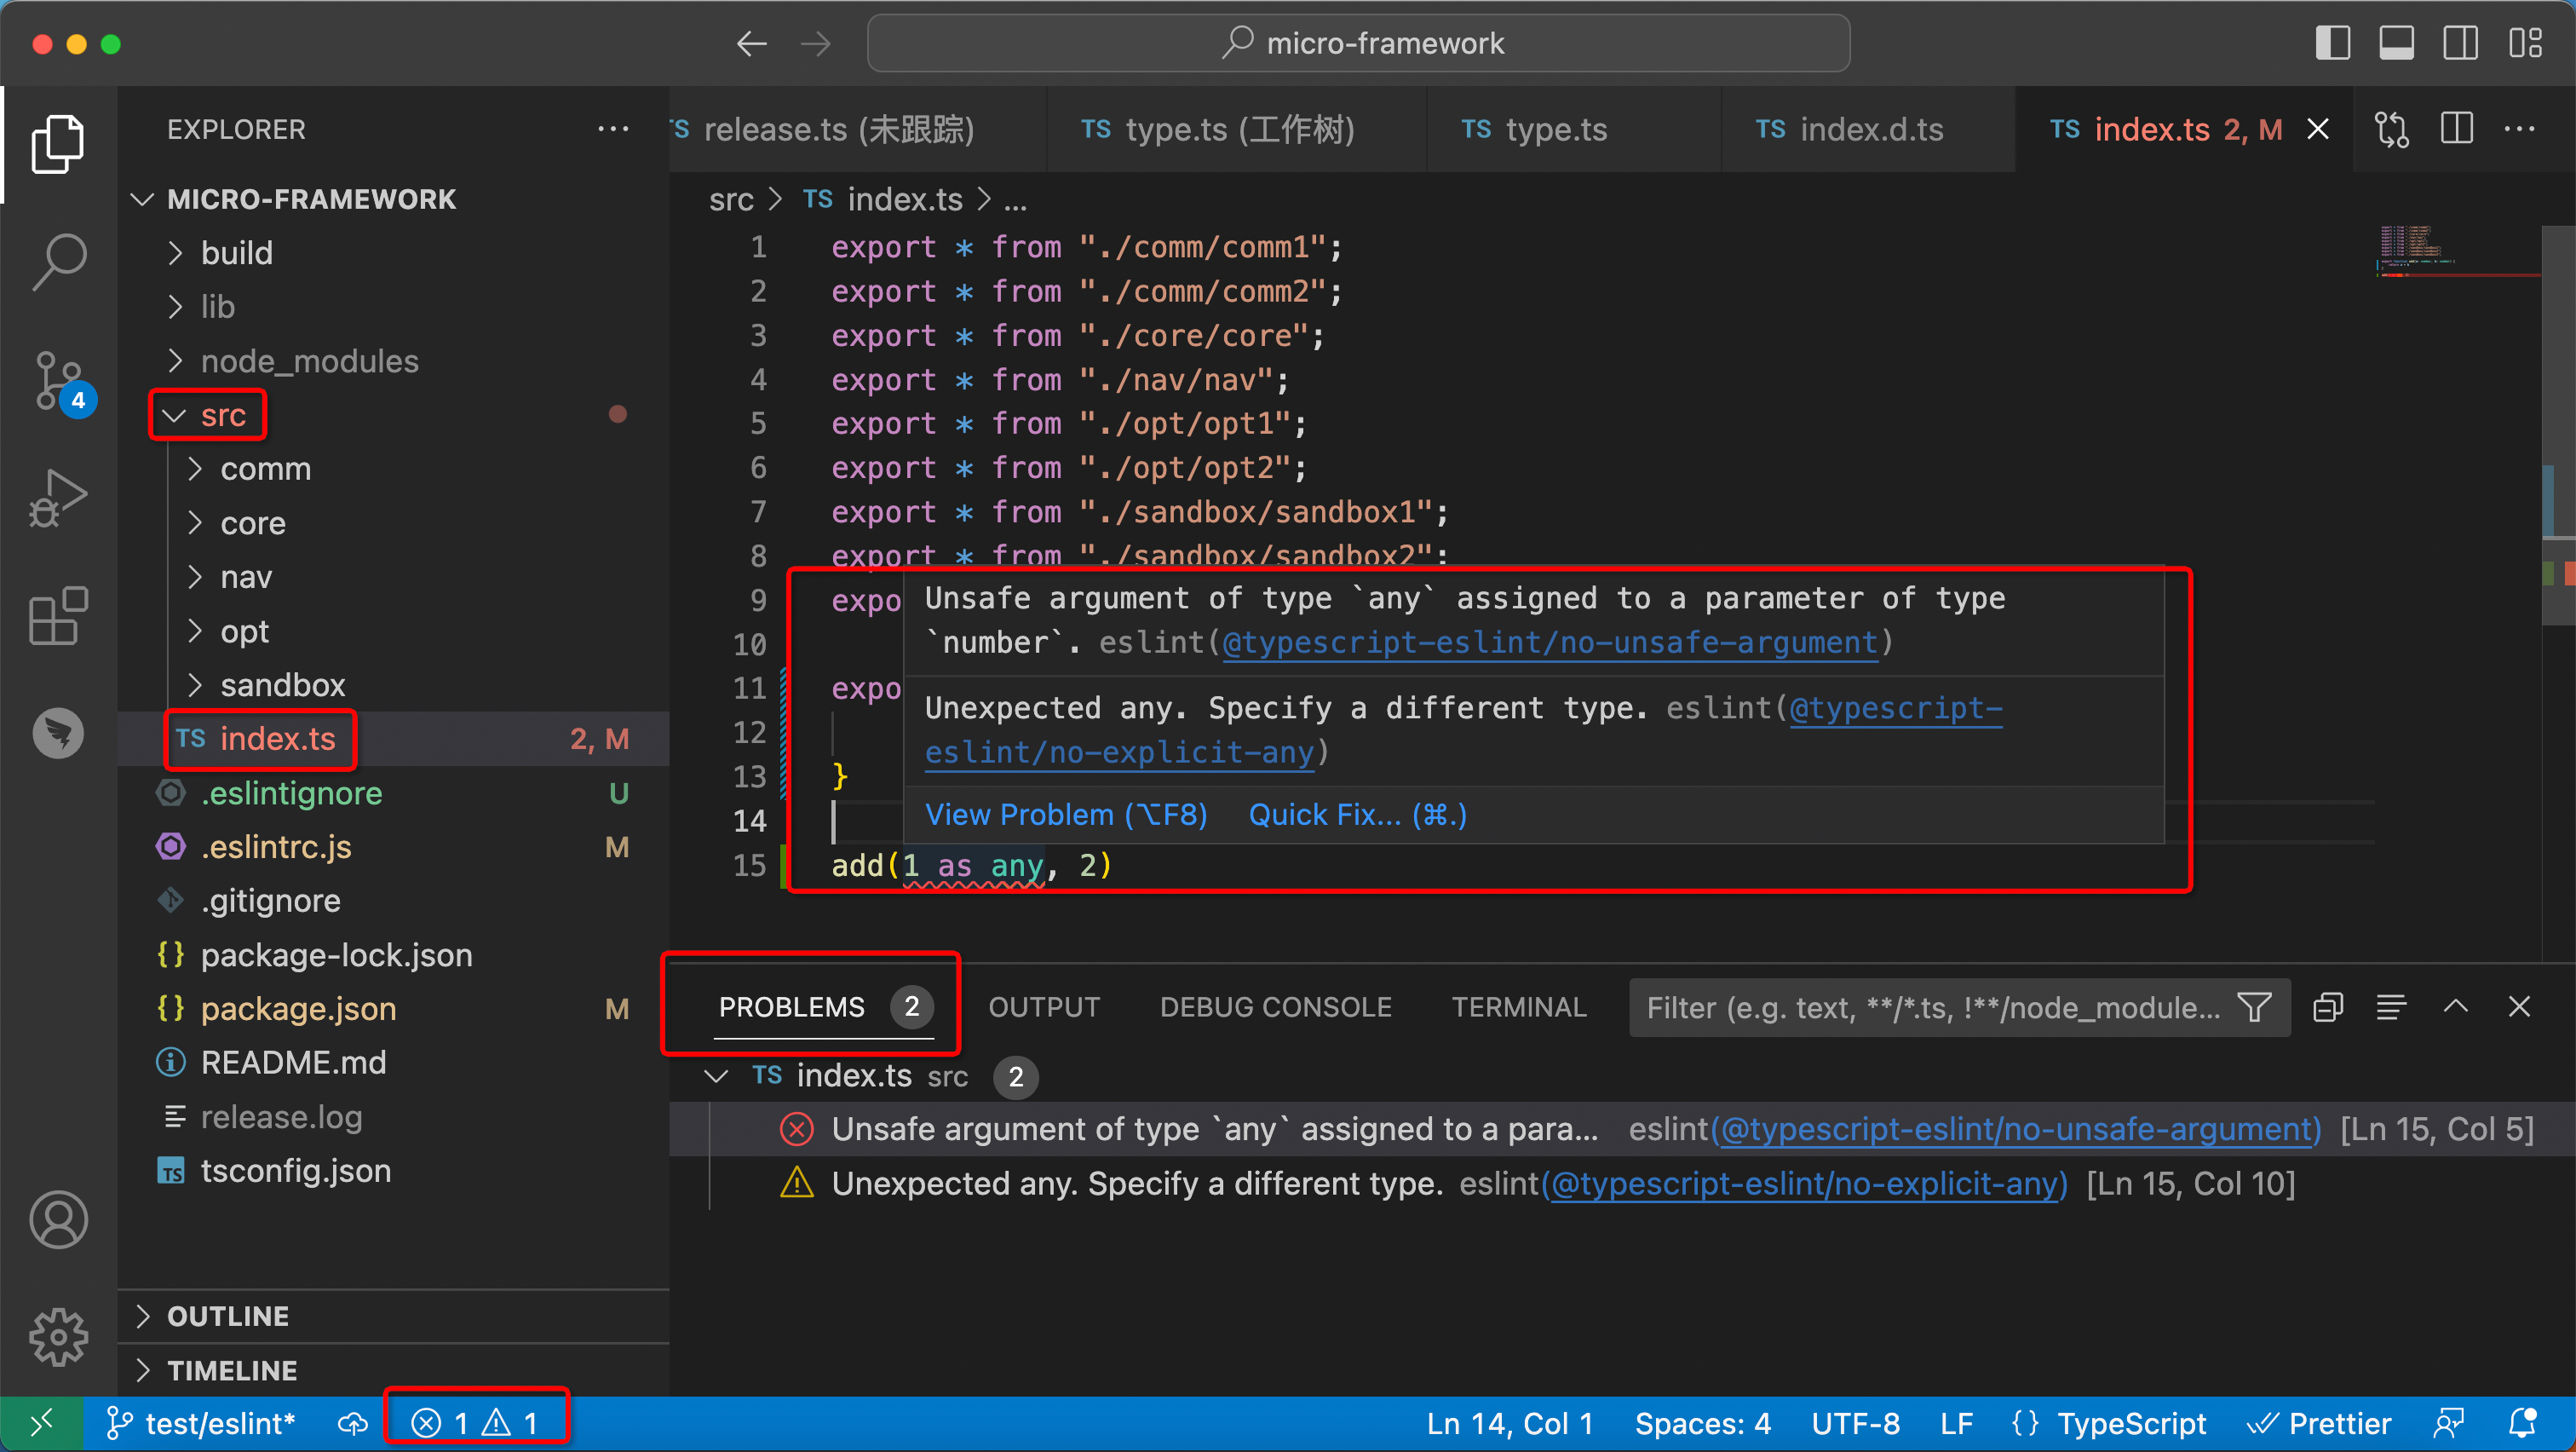 micro-framework
EXPLORER
MICRO-FRAMEWORK
build
lib
node_modules
src
comm
core
nav
opt
sandbox
TS index.ts 2, M
.eslintignore U
.eslintrc.js M
.gitignore
{} package-lock.json
{} package.json M
README.md
release.log
TS tsconfig.json
OUTLINE
TIMELINE
4
TS release.ts (未跟踪)
TS type.ts (工作树)
TS type.ts
TS index.d.ts
TS index.ts 2, M
src > TS index.ts > ...
1 export * from "./comm/comm1";
2 export * from "./comm/comm2";
3 export * from "./core/core";
4 export * from "./nav/nav";
5 export * from "./opt/opt1";
6 export * from "./opt/opt2";
7 export * from "./sandbox/sandbox1";
8 export * from "./sandbox/sandbox2";
9 expo
10
11 expo
12
13 }
14
15 add(1 as any, 2)
Unsafe argument of type `any` assigned to a parameter of type
`number`. eslint(@typescript-eslint/no-unsafe-argument)
Unexpected any. Specify a different type. eslint(@typescript-
eslint/no-explicit-any)
View Problem (⌥F8) Quick Fix... (⌘.)
PROBLEMS 2 OUTPUT DEBUG CONSOLE TERMINAL Filter (e.g. text, **/*.ts, !**/node_module...
TS index.ts src 2
Unsafe argument of type `any` assigned to a para... eslint(@typescript-eslint/no-unsafe-argument) [Ln 15, Col 5]
Unexpected any. Specify a different type. eslint(@typescript-eslint/no-explicit-any) [Ln 15, Col 10]
test/eslint* 1 1 Ln 14, Col 1 Spaces: 4 UTF-8 LF {} TypeScript Prettier